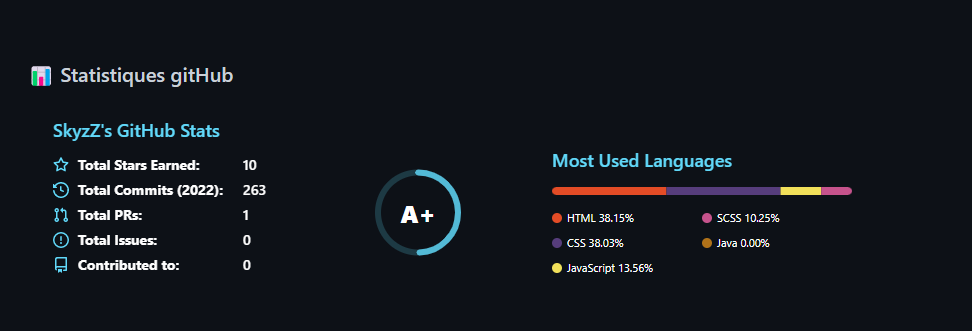 Statistiques gitHub
SkyzZ's GitHub Stats
Total Stars Earned: 10
Total Commits (2022): 263
Total PRs: 1
Total Issues: 0
Contributed to: 0
A+
Most Used Languages
HTML 38.15%
CSS 38.03%
JavaScript 13.56%
SCSS 10.25%
Java 0.00%